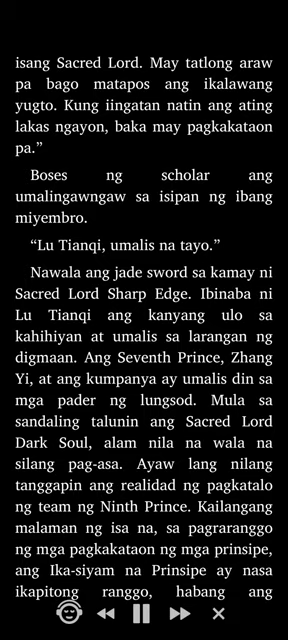 isang Sacred Lord. May tatlong araw
pa bago matapos ang ikalawang
yugto. Kung iingatan natin ang ating
lakas ngayon, baka may pagkakataon
pa.”
Boses ng scholar ang
umalingawngaw sa isipan ng ibang
miyembro.
“Lu Tianqi, umalis na tayo.”
Nawala ang jade sword sa kamay ni
Sacred Lord Sharp Edge. Ibinaba ni
Lu Tianqi ang kanyang ulo sa
kahihiyan at umalis sa larangan ng
digmaan. Ang Seventh Prince, Zhang
Yi, at ang kumpanya ay umalis din sa
mga pader ng lungsod. Mula sa
sandaling talunin ang Sacred Lord
Dark Soul, alam nila na wala na
silang pag-asa. Ayaw lang nilang
tanggapin ang realidad ng pagkatalo
ng team ng Ninth Prince. Kailangang
malaman ng isa na, sa pagraranggo
ng mga pagkakataon ng mga prinsipe,
ang Ika-siyam na Prinsipe ay nasa
ikapitong ranggo, habang ang